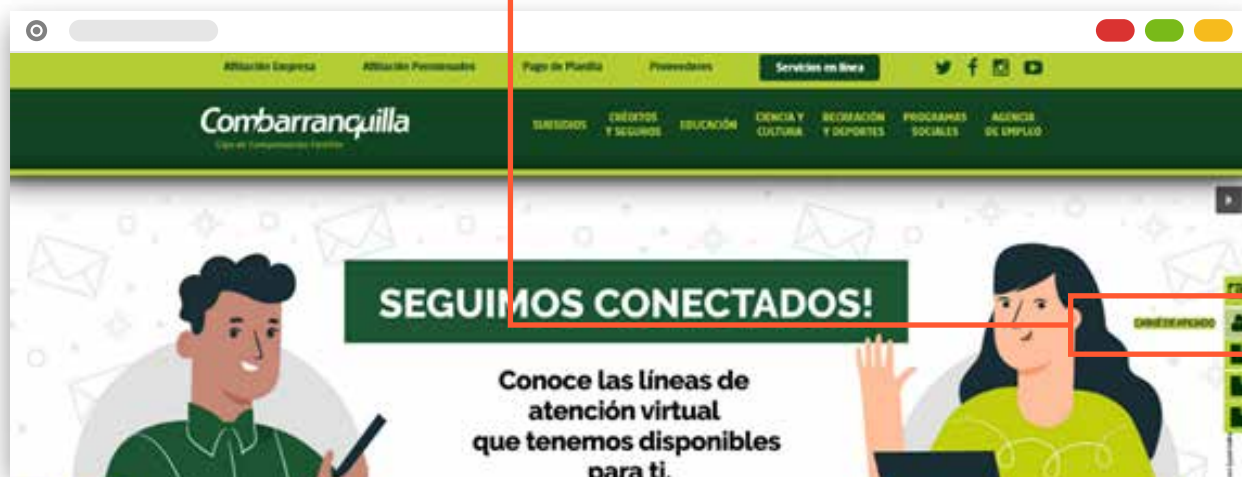 Afiliación Empresa Afiliación Pensionados Pago de Planilla Proveedores Servicios en línea
Combarranquilla
Caja de Compensación Familiar
SUBSIDIOS CRÉDITOS Y SEGUROS EDUCACIÓN CIENCIA Y CULTURA RECREACIÓN Y DEPORTES PROGRAMAS SOCIALES AGENCIA DE EMPLEO
SEGUIMOS CONECTADOS!
Conoce las líneas de
atención virtual
que tenemos disponibles
para ti.